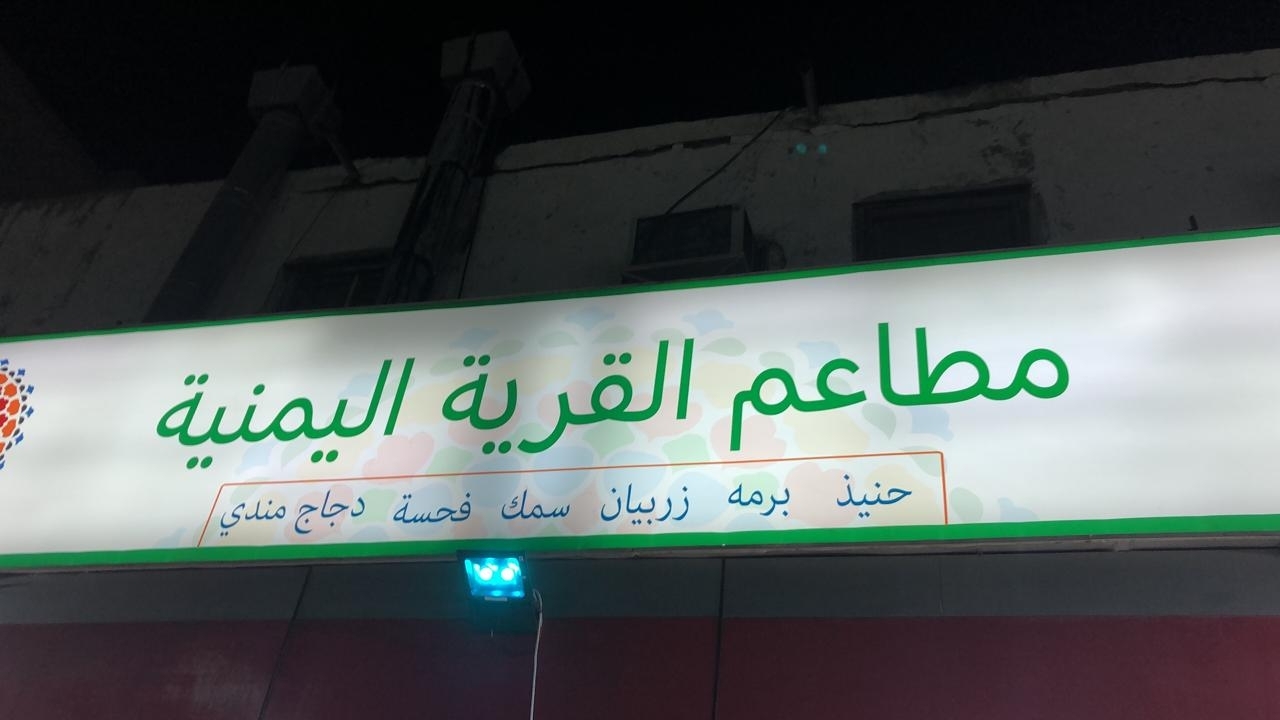 مطاعم القرية اليمنية
حنيذ برمه زربيان سمك فحسة دجاج مندي